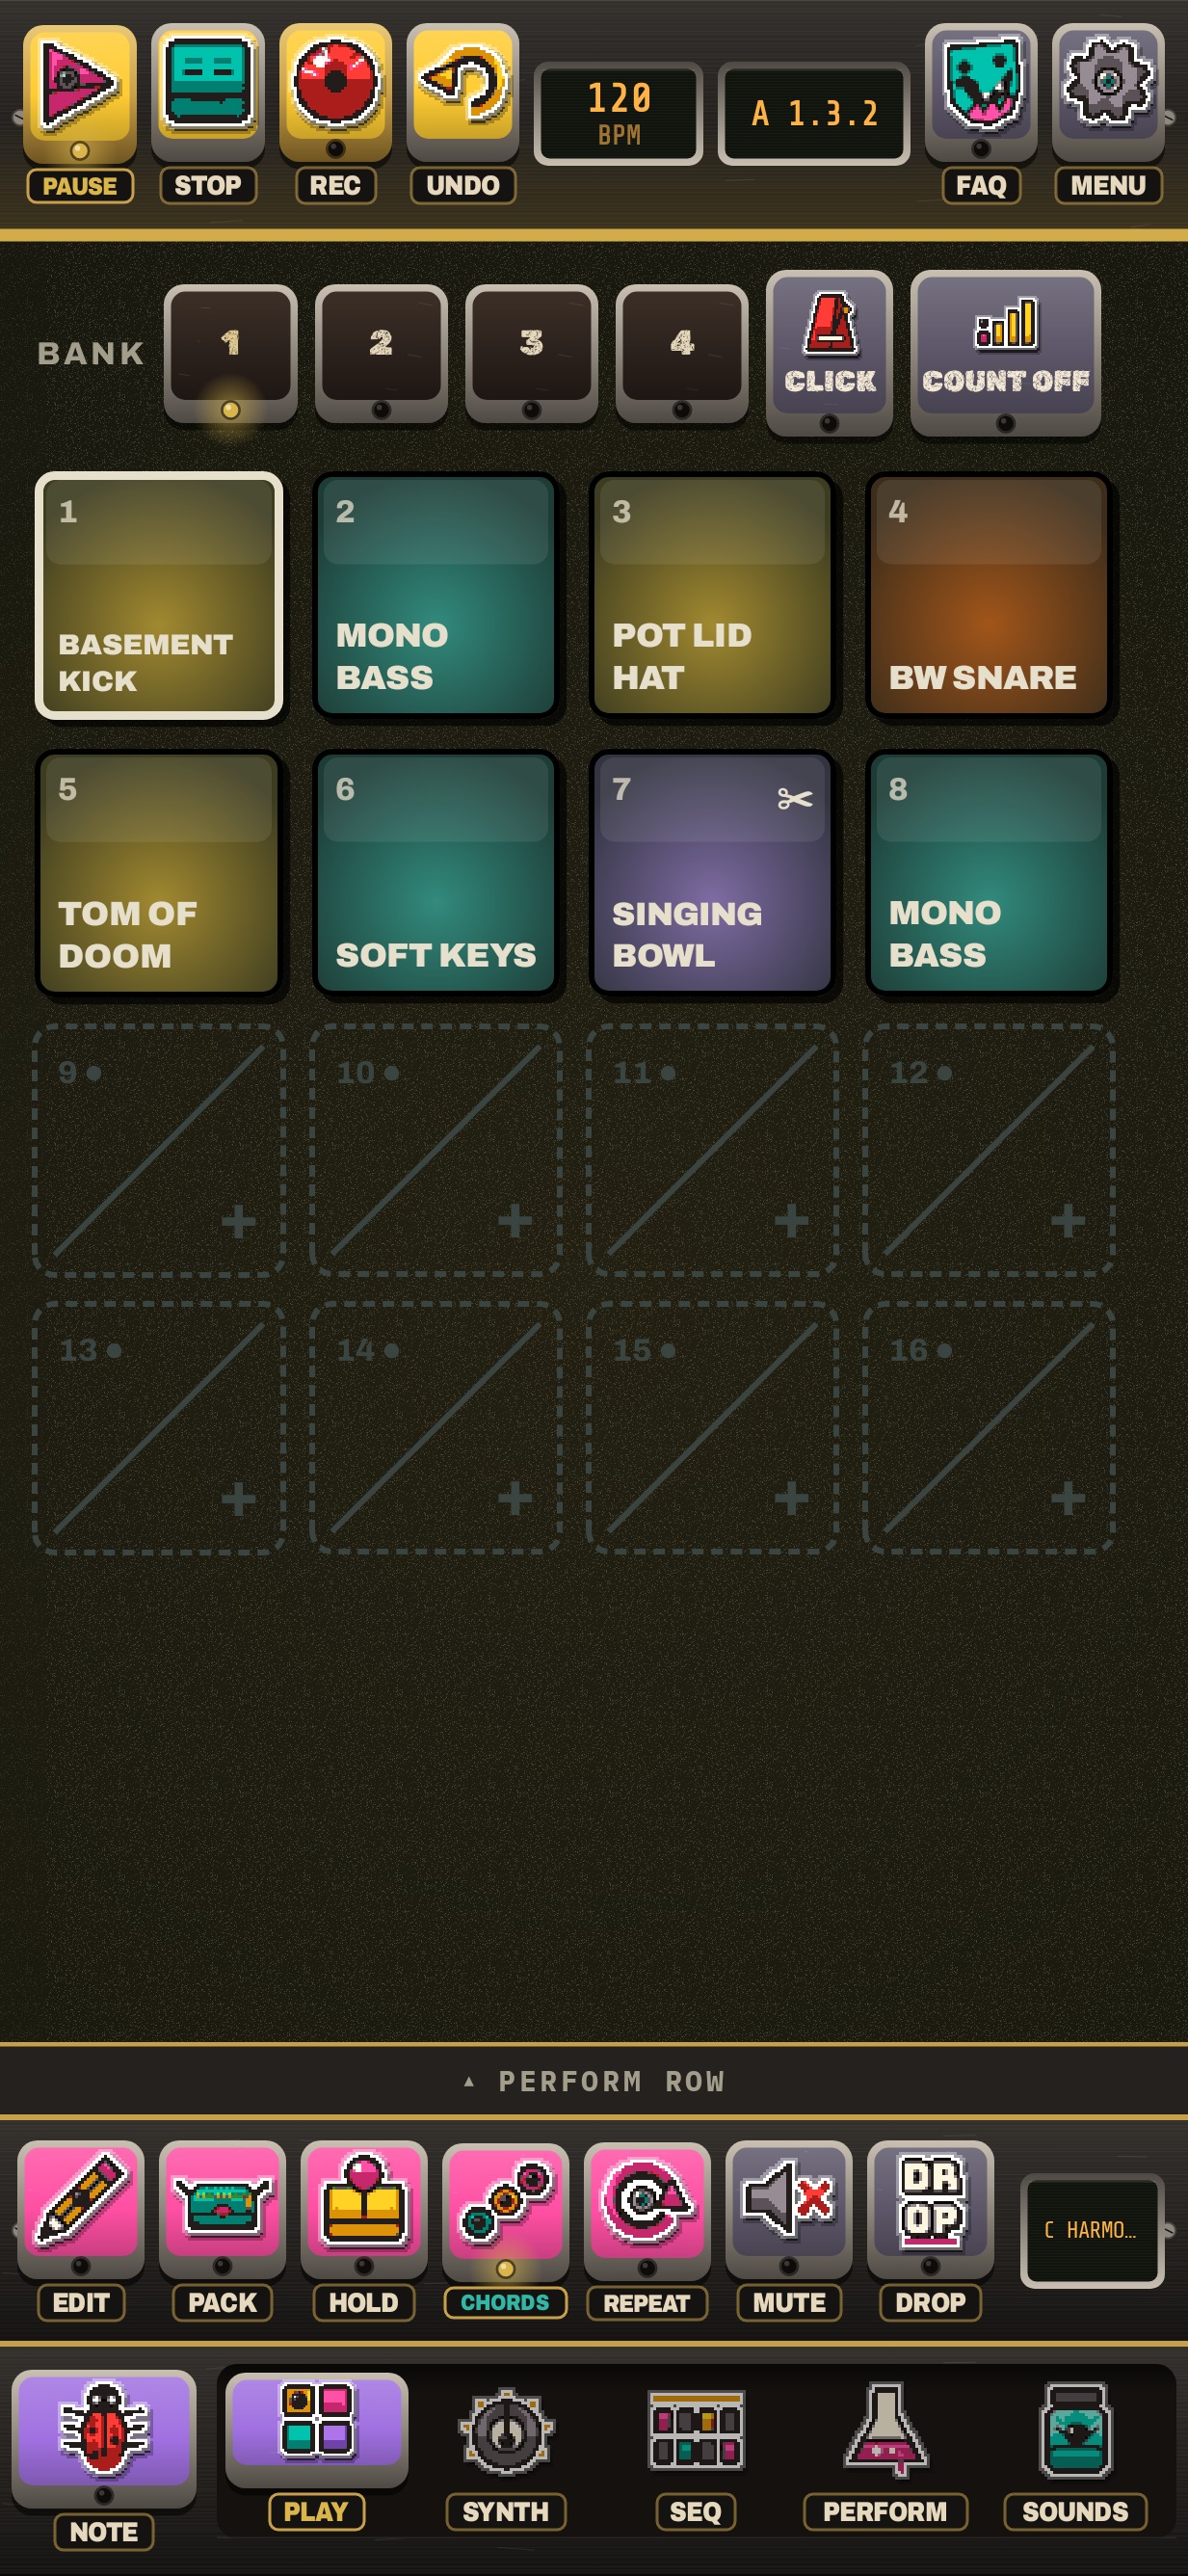 PAUSE
STOP
REC
UNDO
120
BPM
A 1.3.2
FAQ
MENU
BANK
1
2
3
4
CLICK
COUNT OFF
1
BASEMENT
KICK
2
MONO
BASS
3
POT LID
HAT
4
BW SNARE
5
TOM OF
DOOM
6
SOFT KEYS
7
SINGING
BOWL
8
MONO
BASS
9
10
11
12
13
14
15
16
▲ PERFORM ROW
EDIT
PACK
HOLD
CHORDS
REPEAT
MUTE
DR
OP
DROP
C HARMO…
NOTE
PLAY
SYNTH
SEQ
PERFORM
SOUNDS